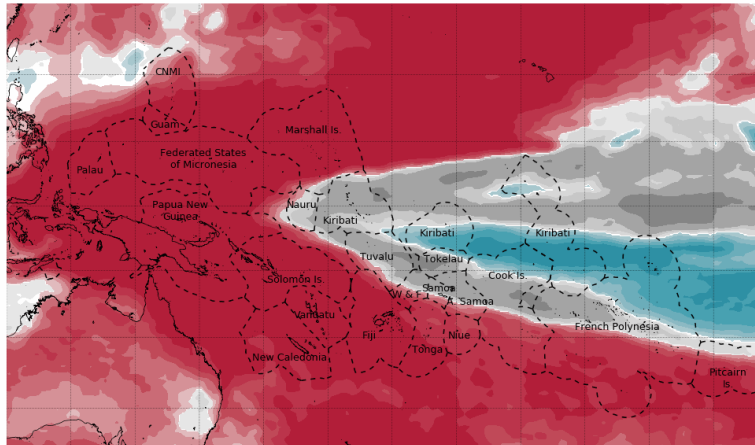 CNMI
Guam
Marshall Is.
Federated States
of Micronesia
Palau
Papua New
Guinea
Nauru
Kiribati
Kiribati
Kiribati
Tuvalu
Tokelau
Solomon Is.
Cook Is.
Samoa
W & F
A. Samoa
Vanuatu
Fiji
Niue
French Polynesia
Tonga
New Caledonia
Pitcairn
Is.